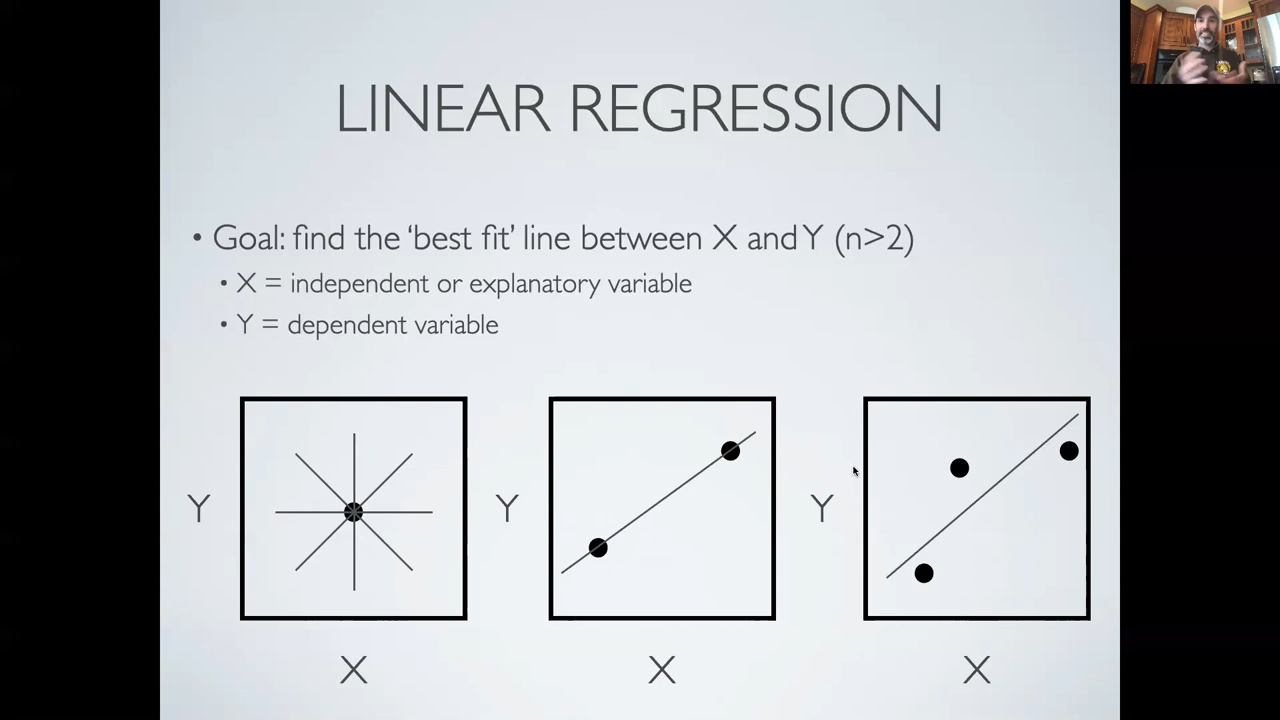 LINEAR REGRESSION
• Goal: find the ‘best fit’ line between X and Y (n>2)
• X = independent or explanatory variable
• Y = dependent variable
Y
Y
Y
X
X
X